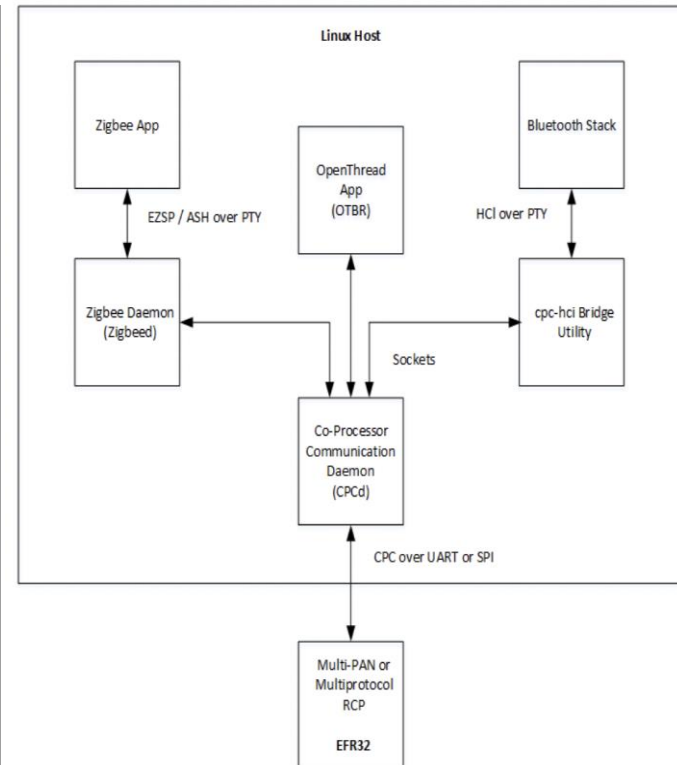 Linux Host
Zigbee App
Bluetooth Stack
OpenThread
App
(OTBR)
EZSP / ASH over PTY
HCI over PTY
Zigbee Daemon
(Zigbeed)
cpc-hci Bridge
Utility
Sockets
Co-Processor
Communication
Daemon
(CPCd)
CPC over UART or SPI
Multi-PAN or
Multiprotocol
RCP
EFR32